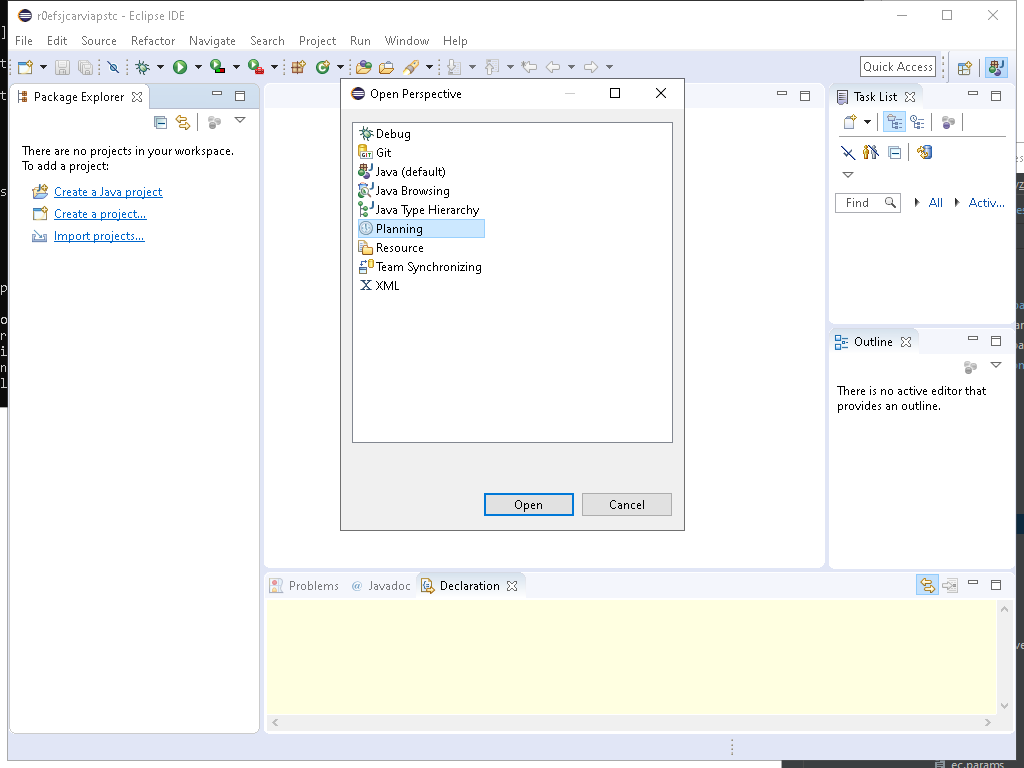 r0efsjcarviapstc - Eclipse IDE
File Edit Source Refactor Navigate Search Project Run Window Help
Quick Access
Package Explorer
There are no projects in your workspace.
To add a project:
Create a Java project
Create a project...
Import projects...
Open Perspective
Debug
Git
Java (default)
Java Browsing
Java Type Hierarchy
Planning
Resource
Team Synchronizing
XML
Open Cancel
Task List
Find All Activ...
Outline
There is no active editor that
provides an outline.
Problems @ Javadoc Declaration
ec.params